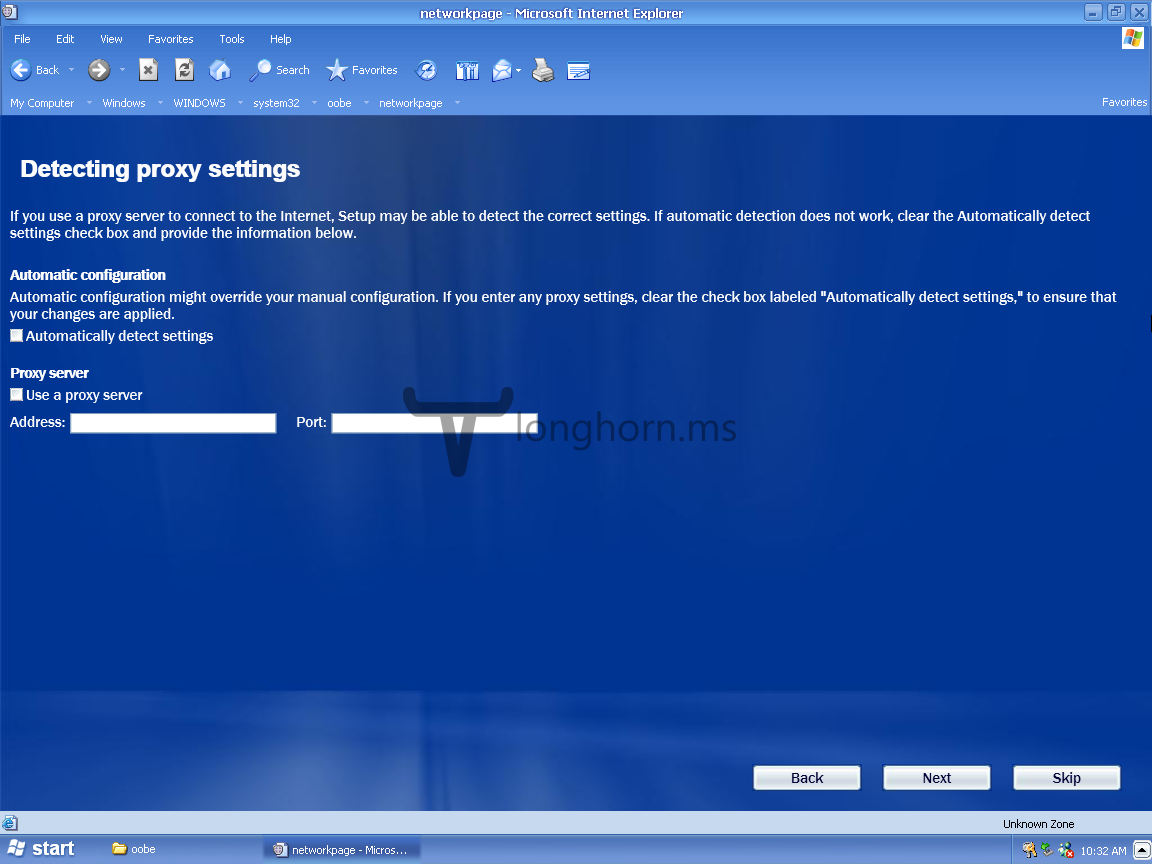 networkpage - Microsoft Internet Explorer
File Edit View Favorites Tools Help
Back Search Favorites
My Computer Windows WINDOWS system32 oobe networkpage Favorites
Detecting proxy settings
If you use a proxy server to connect to the Internet, Setup may be able to detect the correct settings. If automatic detection does not work, clear the Automatically detect
settings check box and provide the information below.
Automatic configuration
Automatic configuration might override your manual configuration. If you enter any proxy settings, clear the check box labeled "Automatically detect settings," to ensure that
your changes are applied.
Automatically detect settings
Proxy server
Use a proxy server
Address: Port:
longhorn.ms
Back Next Skip
Unknown Zone
start oobe networkpage - Micros... 10:32 AM